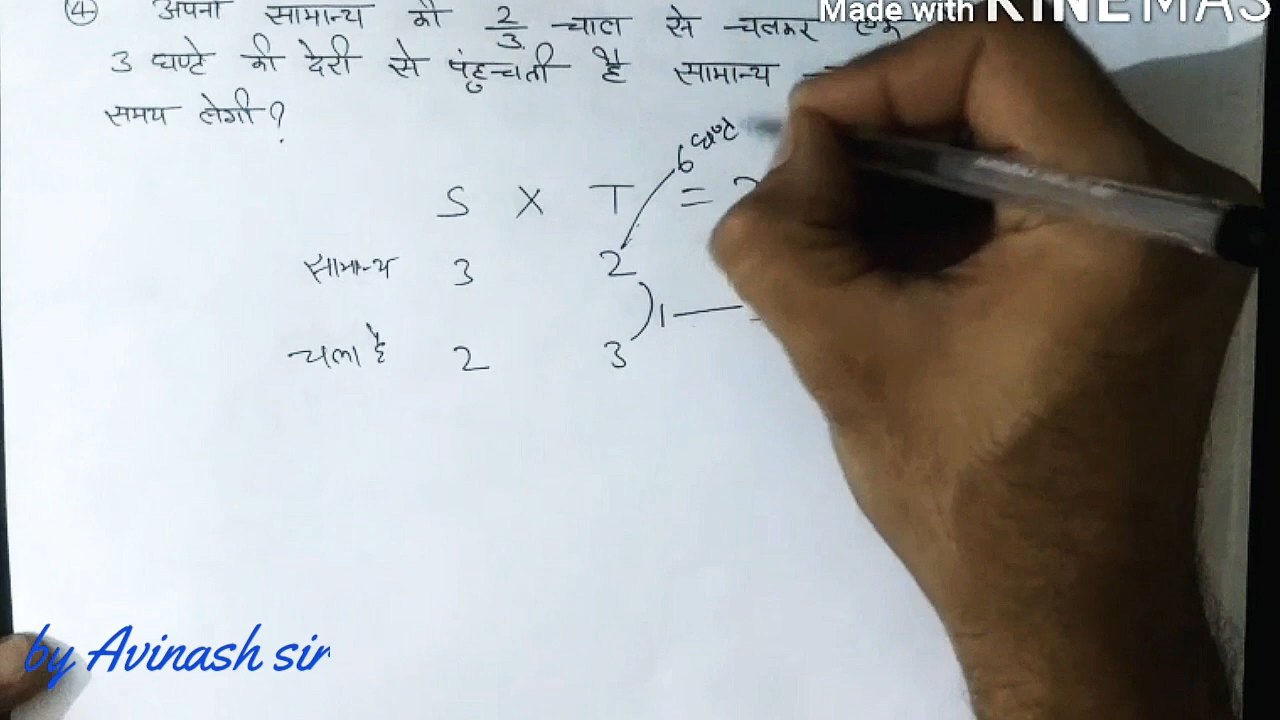 ④ अपनी सामान्य की 2/3 चाल से चलकर
Made with KINEMAS
3 घण्टे की देरी से पंहुचती है सामान्य
समय लेगी ?
6 घण्टे
S X T =
सामान्य 3 2
1
चला है 2 3
by Avinash sir